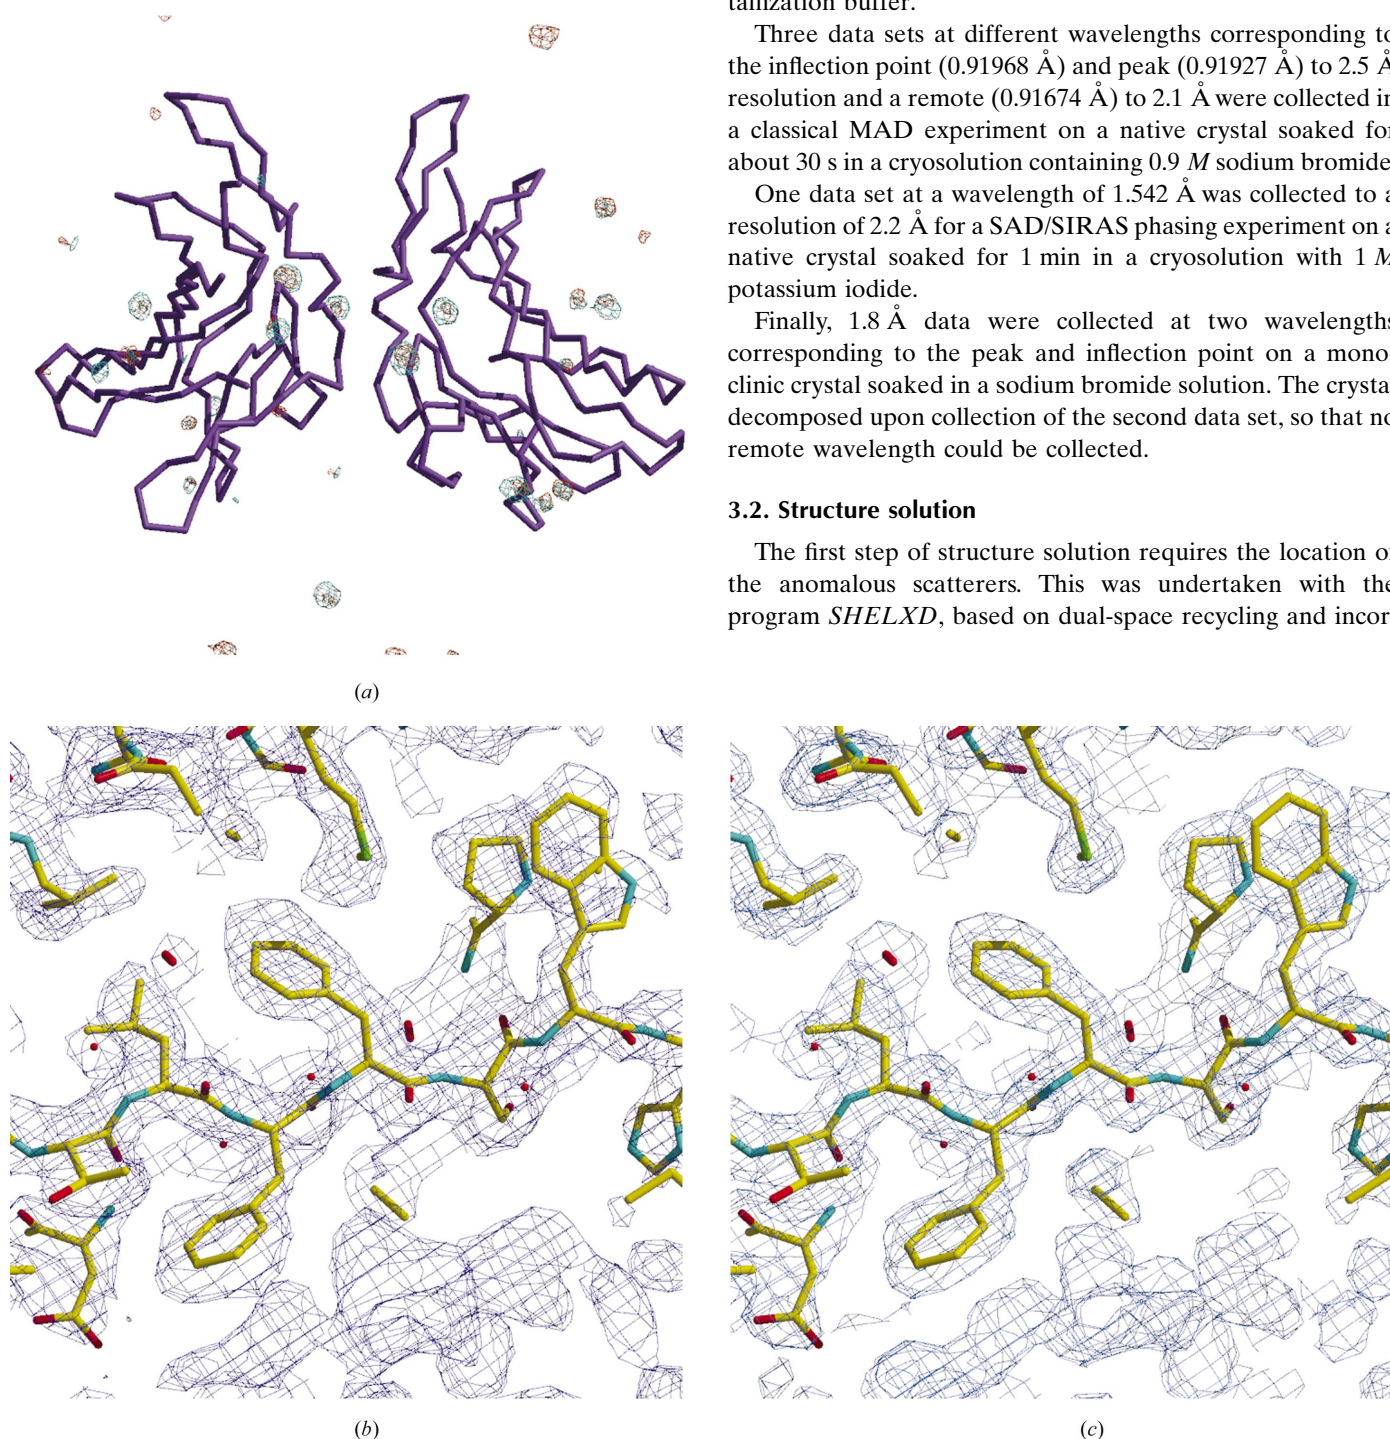 tallization buffer.
Three data sets at different wavelengths corresponding to
the inflection point (0.91968 Å) and peak (0.91927 Å) to 2.5 Å
resolution and a remote (0.91674 Å) to 2.1 Å were collected in
a classical MAD experiment on a native crystal soaked for
about 30 s in a cryosolution containing 0.9 M sodium bromide
One data set at a wavelength of 1.542 Å was collected to a
resolution of 2.2 Å for a SAD/SIRAS phasing experiment on a
native crystal soaked for 1 min in a cryosolution with 1 M
potassium iodide.
Finally, 1.8 Å data were collected at two wavelengths
corresponding to the peak and inflection point on a mono-
clinic crystal soaked in a sodium bromide solution. The crystal
decomposed upon collection of the second data set, so that no
remote wavelength could be collected.
3.2. Structure solution
The first step of structure solution requires the location of
the anomalous scatterers. This was undertaken with the
program SHELXD, based on dual-space recycling and incor-
(a)
(b)
(c)